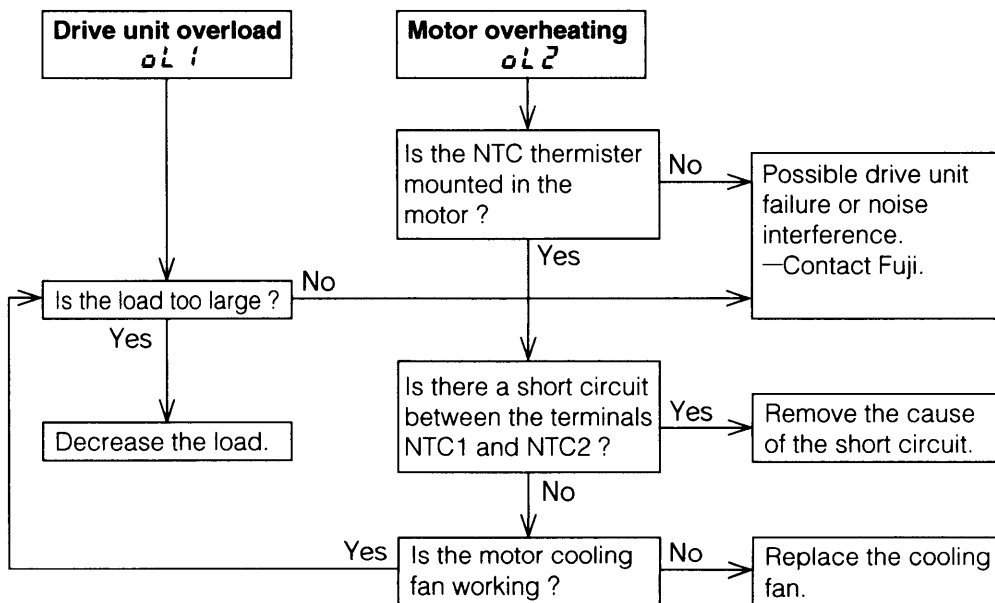 Drive unit overload
oL1
Motor overheating
oL2
Is the NTC thermister
mounted in the
motor ?
No
Possible drive unit
failure or noise
interference.
—Contact Fuji.
Yes
Is the load too large ?
No
Yes
Decrease the load.
Is there a short circuit
between the terminals
NTC1 and NTC2 ?
Yes
Remove the cause
of the short circuit.
No
Yes
Is the motor cooling
fan working ?
No
Replace the cooling
fan.